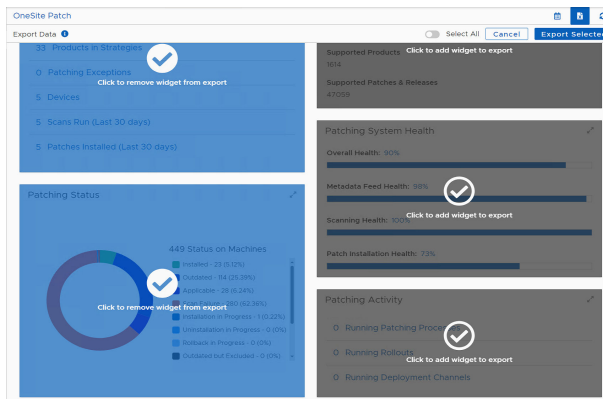 OneSite Patch
Export Data
Select All
Cancel
Export Selected
33 Products in Strategies
0 Patching Exceptions
Click to remove widget from export
5 Devices
5 Scans Run (Last 30 days)
5 Patches Installed (Last 30 days)
Supported Products
Click to add widget to export
1614
Supported Patches & Releases
47059
Patching System Health
Overall Health: 90%
Metadata Feed Health: 98%
Click to add widget to export
Scanning Health: 100%
Patch Installation Health: 73%
Patching Status
449 Status on Machines
Installed - 23 (5.12%)
Outdated - 114 (25.39%)
Applicable - 28 (6.24%)
Scan Failure - 280 (62.36%)
Click to remove widget from export
Installation in Progress - 1 (0.22%)
Uninstallation in Progress - 0 (0%)
Rollback in Progress - 0 (0%)
Outdated but Excluded - 0 (0%)
Patching Activity
0 Running Patching Processes
0 Running Rollouts
Click to add widget to export
0 Running Deployment Channels